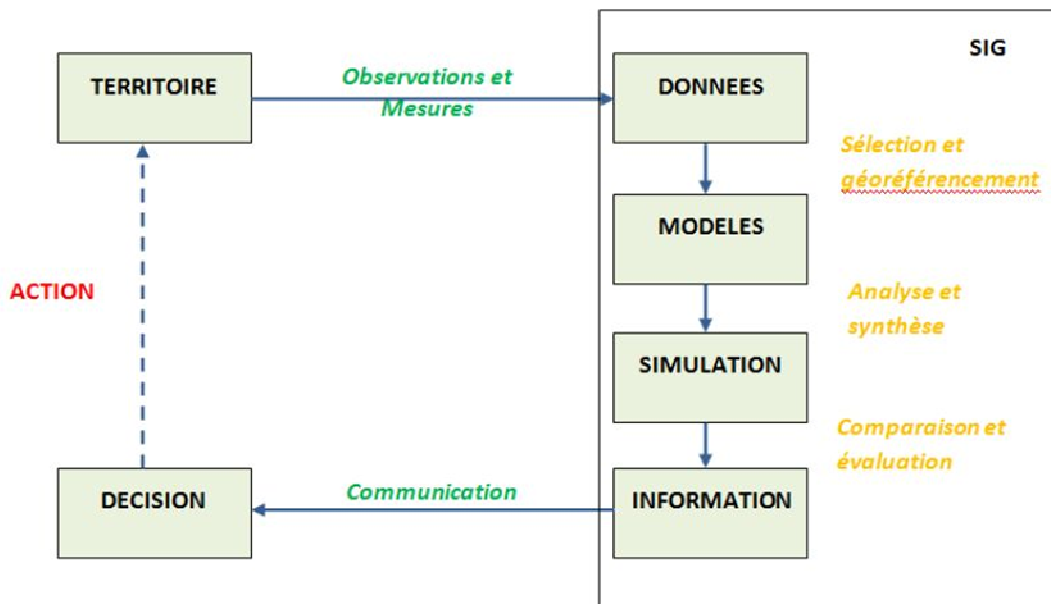 SIG
TERRITOIRE
Observations et
Mesures
DONNEES
Sélection et
géoréférencement
MODELES
ACTION
Analyse et
synthèse
SIMULATION
Comparaison et
évaluation
DECISION
Communication
INFORMATION